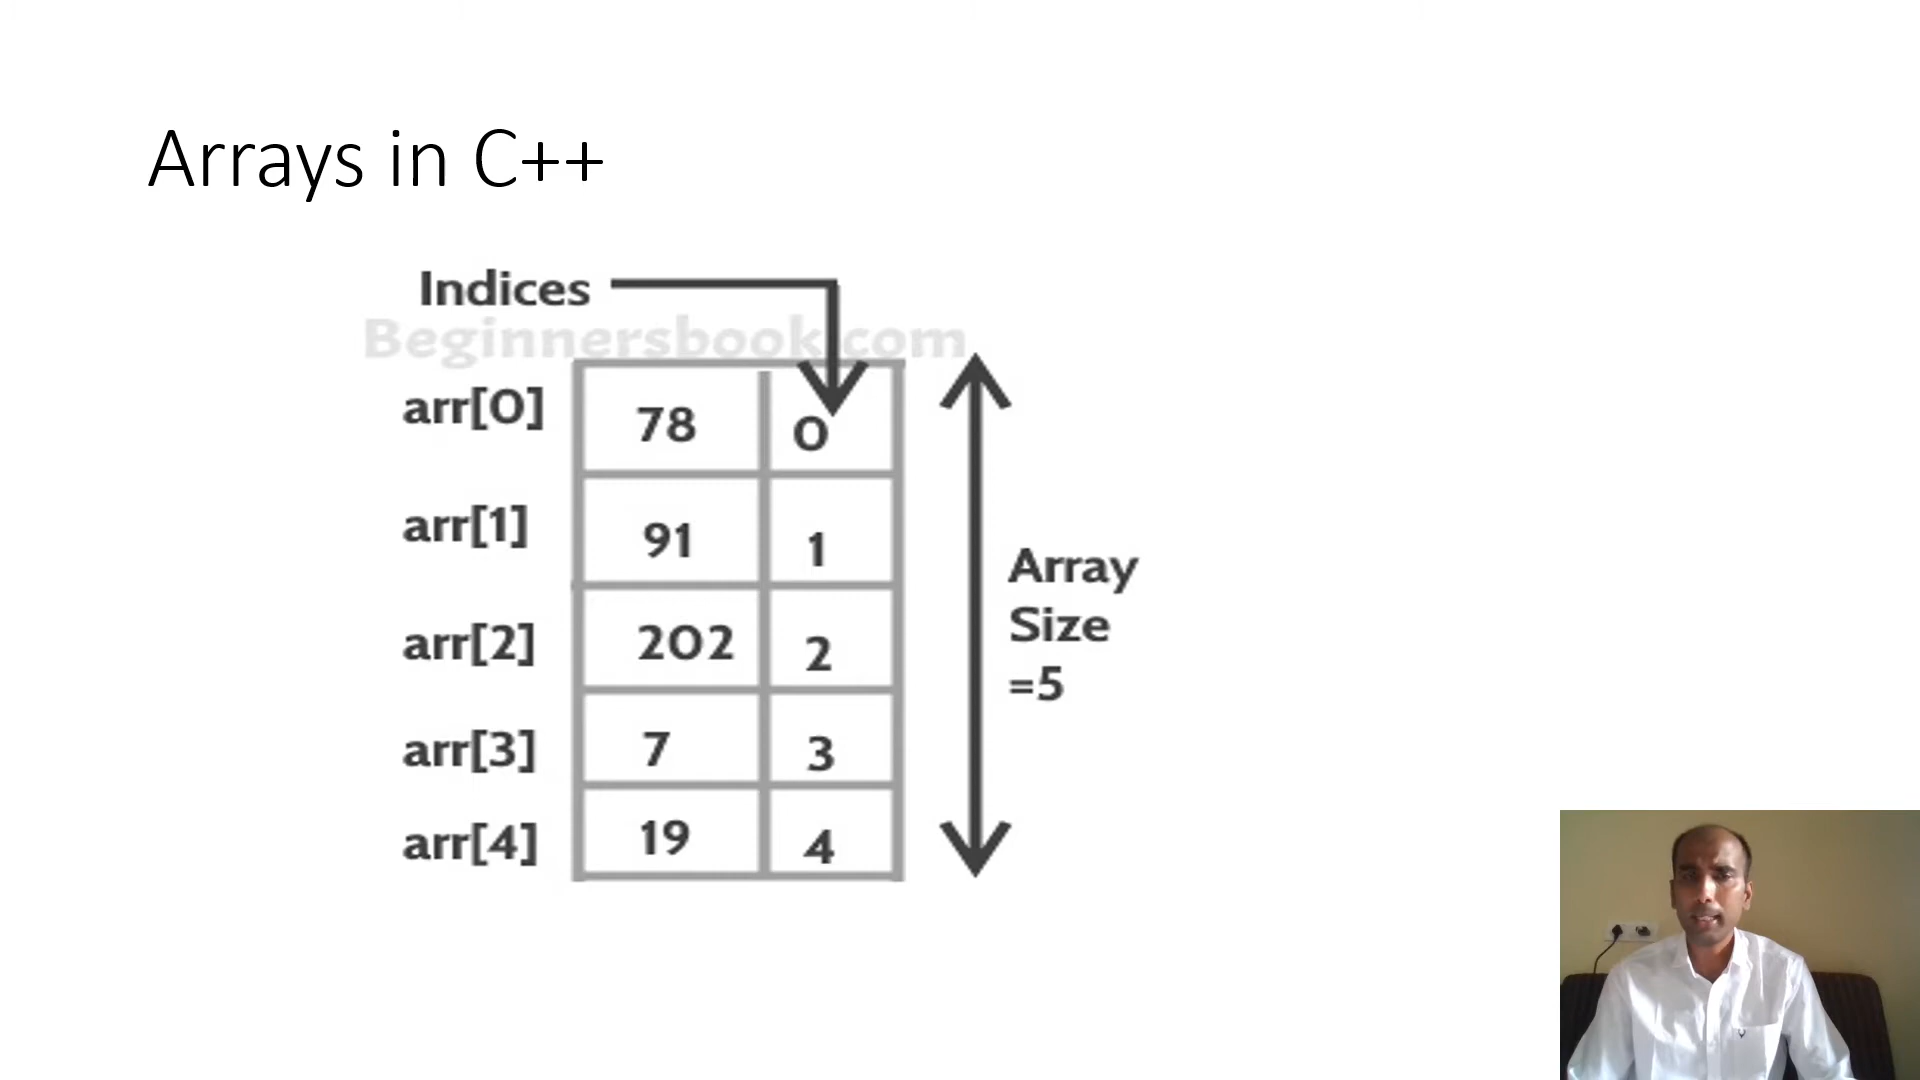 Arrays in C++
Indices
Beginnersbook.com
arr[0] 78 0
arr[1] 91 1
arr[2] 202 2
arr[3] 7 3
arr[4] 19 4
Array
Size
=5